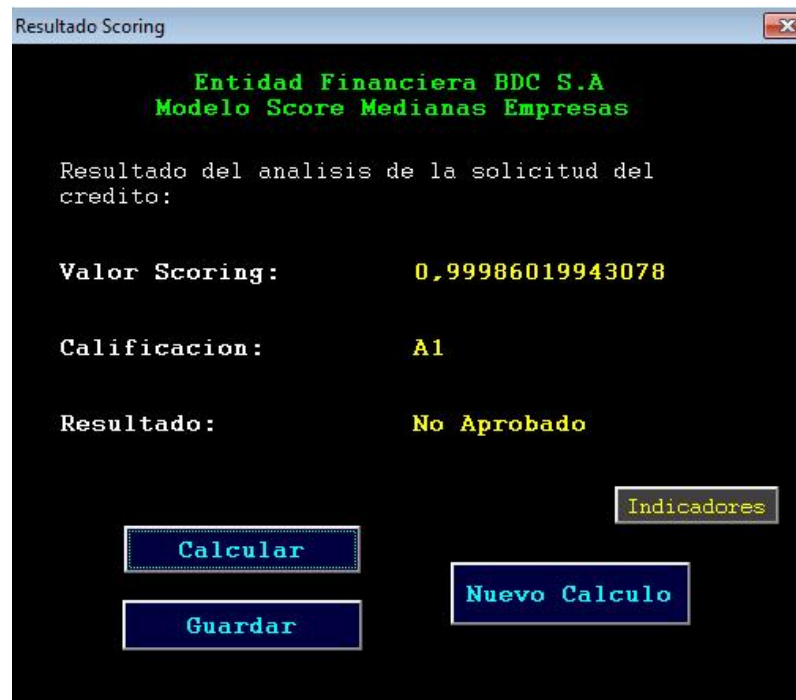 Resultado Scoring
Entidad Financiera BDC S.A
Modelo Score Medianas Empresas
Resultado del analisis de la solicitud del
credito:
Valor Scoring: 0,99986019943078
Calificacion: A1
Resultado: No Aprobado
Indicadores
Calcular
Nuevo Calculo
Guardar